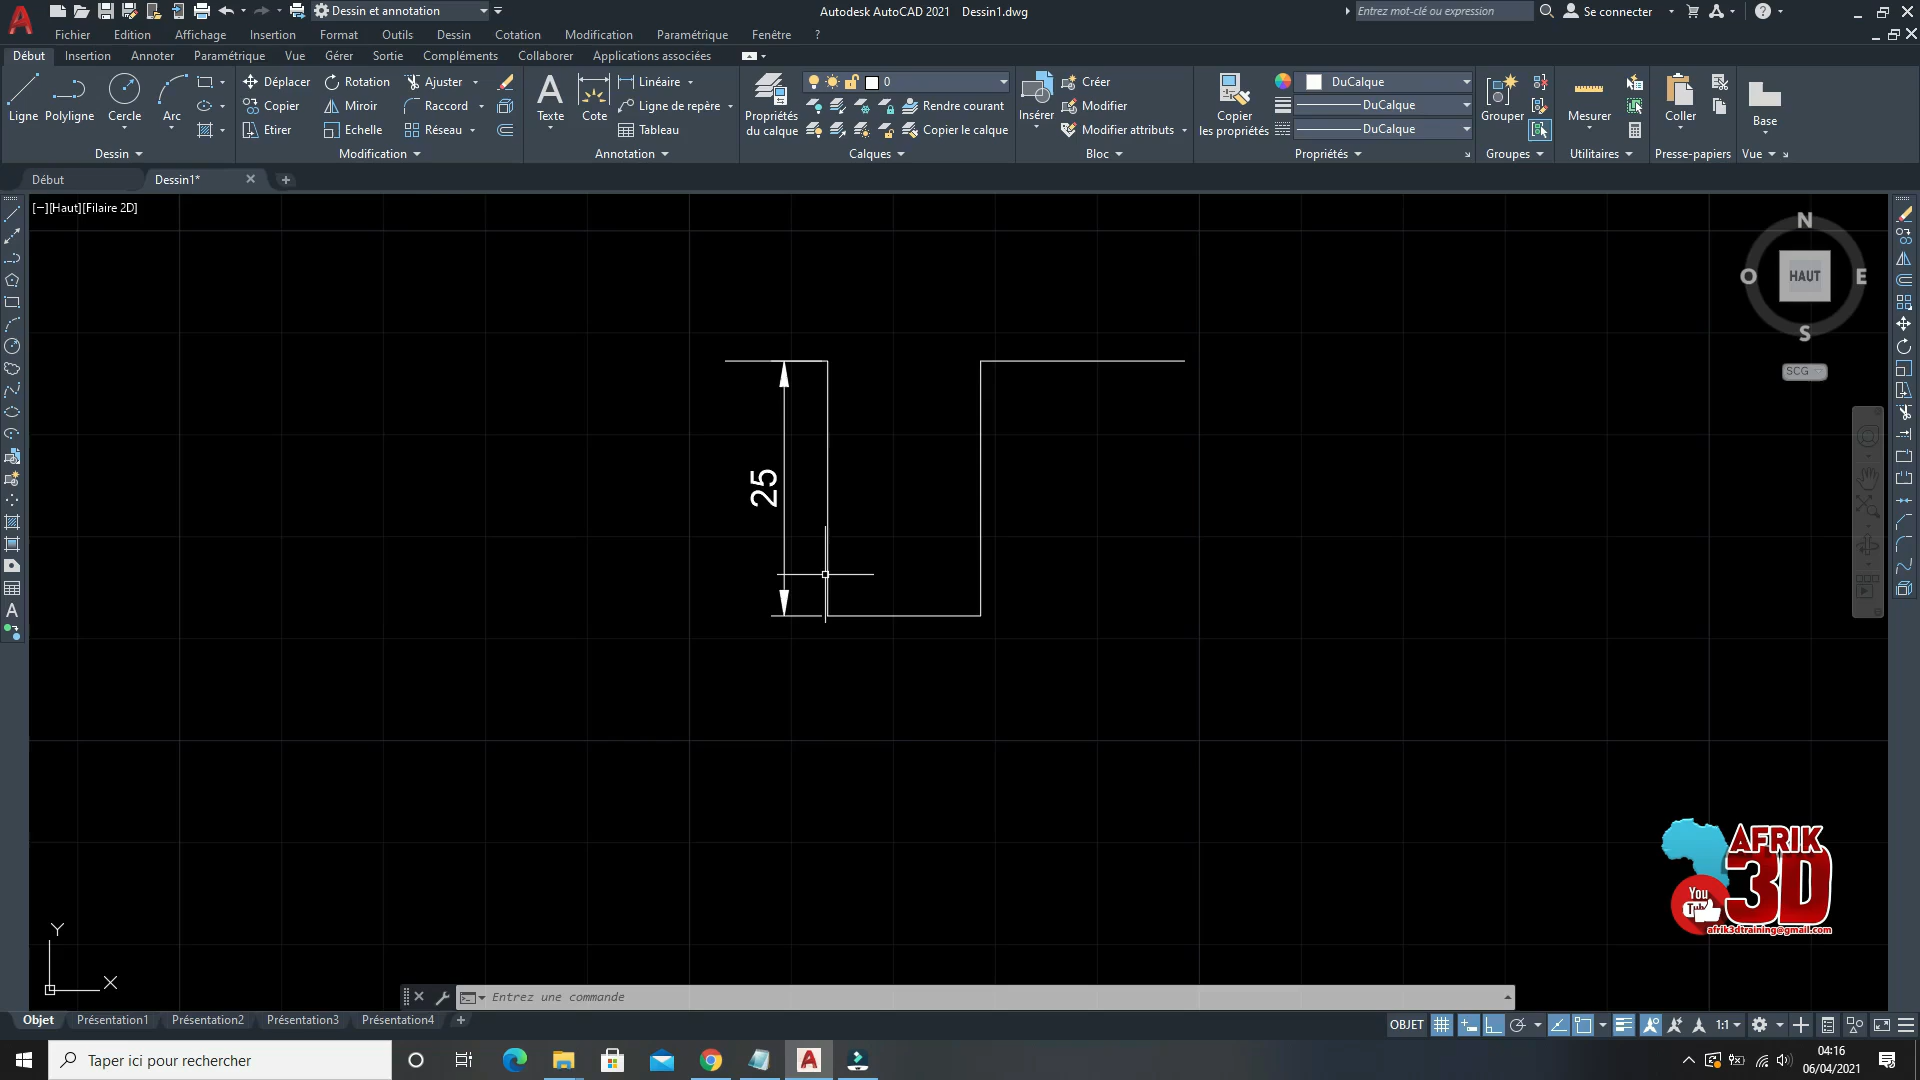 Dessin et annotation
Autodesk AutoCAD 2021 Dessin1.dwg
Entrez mot-clé ou expression
Se connecter
Fichier Edition Affichage Insertion Format Outils Dessin Cotation Modification Paramétrique Fenêtre ?
Début Insertion Annoter Paramétrique Vue Gérer Sortie Compléments Collaborer Applications associées
Déplacer Rotation Ajuster Linéaire 0 Créer DuCalque
Copier Miroir Raccord Ligne de repère Rendre courant Modifier DuCalque
Ligne Polyligne Cercle Arc Texte Cote Propriétés du calque Insérer Copier les propriétés Grouper Mesurer Coller Base
Etirer Echelle Réseau Tableau Copier le calque Modifier attributs DuCalque
Dessin Modification Annotation Calques Bloc Propriétés Groupes Utilitaires Presse-papiers Vue
Début Dessin1*
[−][Haut][Filaire 2D]
N
O HAUT E
S
SCG
25
AFRIK
3D
You
Tube
afrik3dtraining@gmail.com
Y
X
Entrez une commande
Objet Présentation1 Présentation2 Présentation3 Présentation4
OBJET 1:1
Taper ici pour rechercher
04:16
06/04/2021